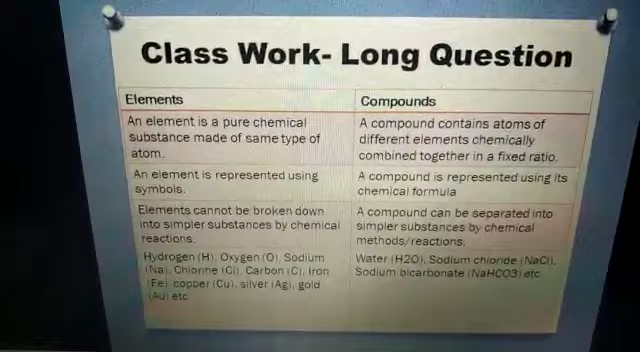 Class Work- Long Question
Elements
Compounds
An element is a pure chemical
substance made of same type of
atom.
A compound contains atoms of
different elements chemically
combined together in a fixed ratio.
An element is represented using
symbols.
A compound is represented using its
chemical formula
Elements cannot be broken down
into simpler substances by chemical
reactions.
A compound can be separated into
simpler substances by chemical
methods/reactions.
Hydrogen (H), Oxygen (O), Sodium
(Na), Chlorine (Cl), Carbon (C), Iron
(Fe) copper (Cu), silver (Ag), gold
(Au) etc
Water (H2O), Sodium chloride (NaCl),
Sodium bicarbonate (NaHCO3) etc